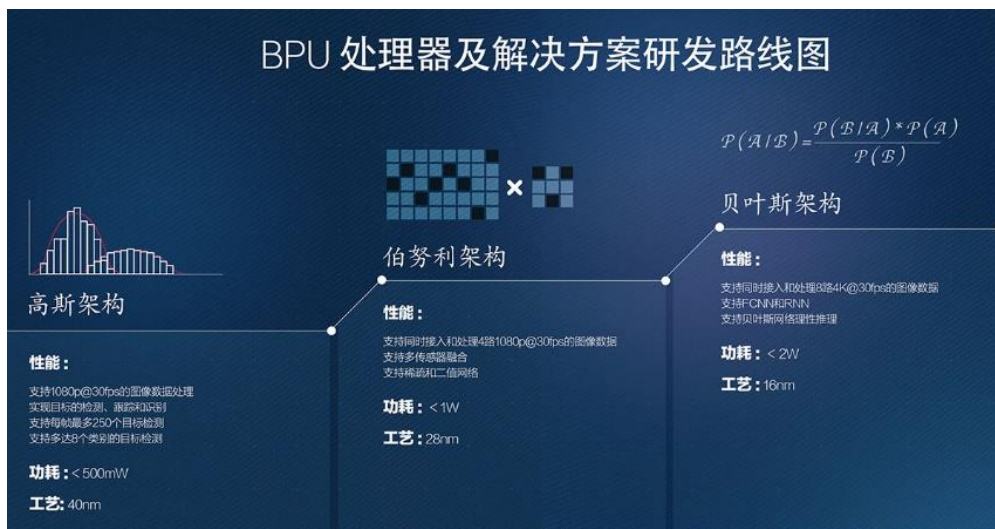 BPU 处理器及解决方案研发路线图
高斯架构
性能：
支持1080p@30fps的图像数据处理
实现目标的检测、跟踪和识别
支持每帧最多250个目标检测
支持多达8个类别的目标检测
功耗：< 500mW
工艺: 40nm
伯努利架构
性能：
支持同时接入和处理4路1080p@30fps的图像数据
支持多传感器融合
支持稀疏和二值网络
功耗：< 1W
工艺：28nm
P(A/B)=P(B/A)*P(A)
P(B)
贝叶斯架构
性能：
支持同时接入和处理8路4K@30fps的图像数据
支持FCNN和RNN
支持贝叶斯网络理性推理
功耗：< 2W
工艺：16nm